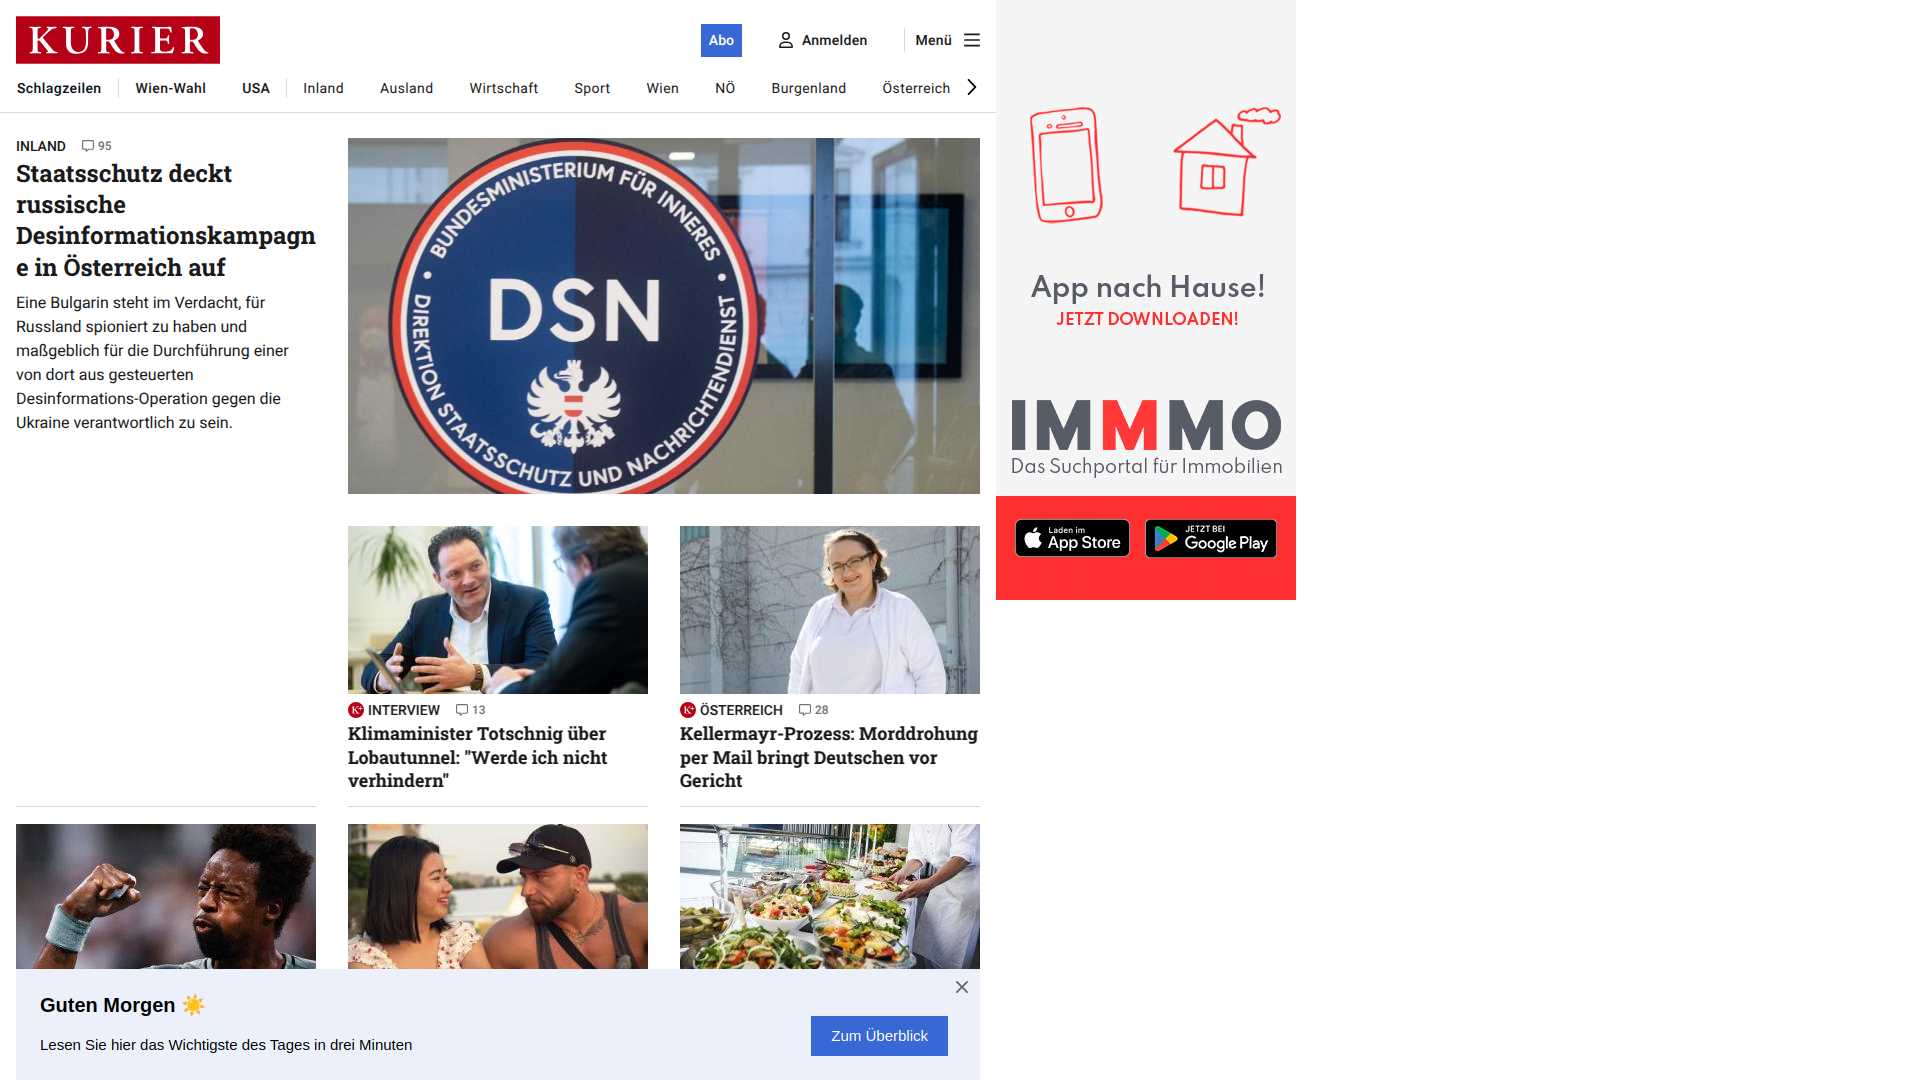 KURIER
Abo
Anmelden
Menü
Schlagzeilen
Wien-Wahl
USA
Inland
Ausland
Wirtschaft
Sport
Wien
NÖ
Burgenland
Österreich
INLAND 95
Staatsschutz deckt
russische
Desinformationskampagn
e in Österreich auf
Eine Bulgarin steht im Verdacht, für
Russland spioniert zu haben und
maßgeblich für die Durchführung einer
von dort aus gesteuerten
Desinformations-Operation gegen die
Ukraine verantwortlich zu sein.
• BUNDESMINISTERIUM FÜR INNERES •
DSN
DIREKTION STAATSSCHUTZ UND NACHRICHTENDIENST
K+ INTERVIEW 13
Klimaminister Totschnig über
Lobautunnel: "Werde ich nicht
verhindern"
K+ ÖSTERREICH 28
Kellermayr-Prozess: Morddrohung
per Mail bringt Deutschen vor
Gericht
App nach Hause!
JETZT DOWNLOADEN!
IMMMO
Das Suchportal für Immobilien
Laden im
App Store
JETZT BEI
Google Play
Guten Morgen ☀️
Lesen Sie hier das Wichtigste des Tages in drei Minuten
Zum Überblick